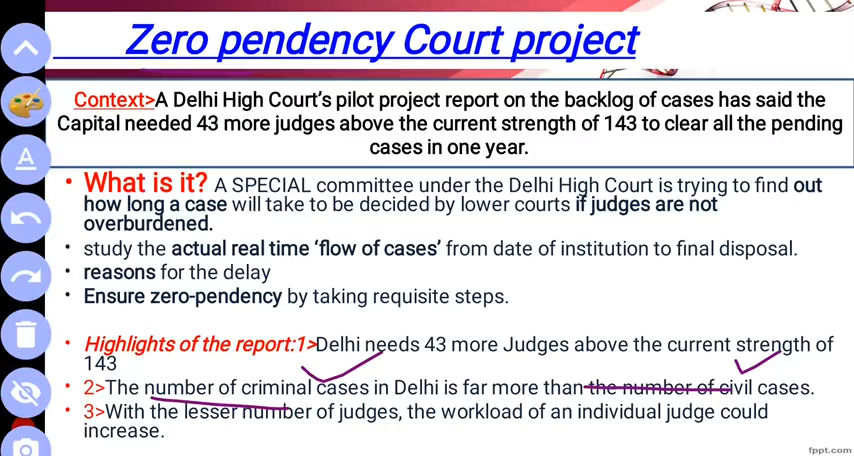 Zero pendency Court project
Context>A Delhi High Court's pilot project report on the backlog of cases has said the
Capital needed 43 more judges above the current strength of 143 to clear all the pending
cases in one year.
• What is it? A SPECIAL committee under the Delhi High Court is trying to find out
how long a case will take to be decided by lower courts if judges are not
overburdened.
• study the actual real time 'flow of cases' from date of institution to final disposal.
• reasons for the delay
• Ensure zero-pendency by taking requisite steps.
• Highlights of the report:1>Delhi needs 43 more Judges above the current strength of
143
• 2>The number of criminal cases in Delhi is far more than the number of civil cases.
• 3>With the lesser number of judges, the workload of an individual judge could
increase.
A
fppt.com